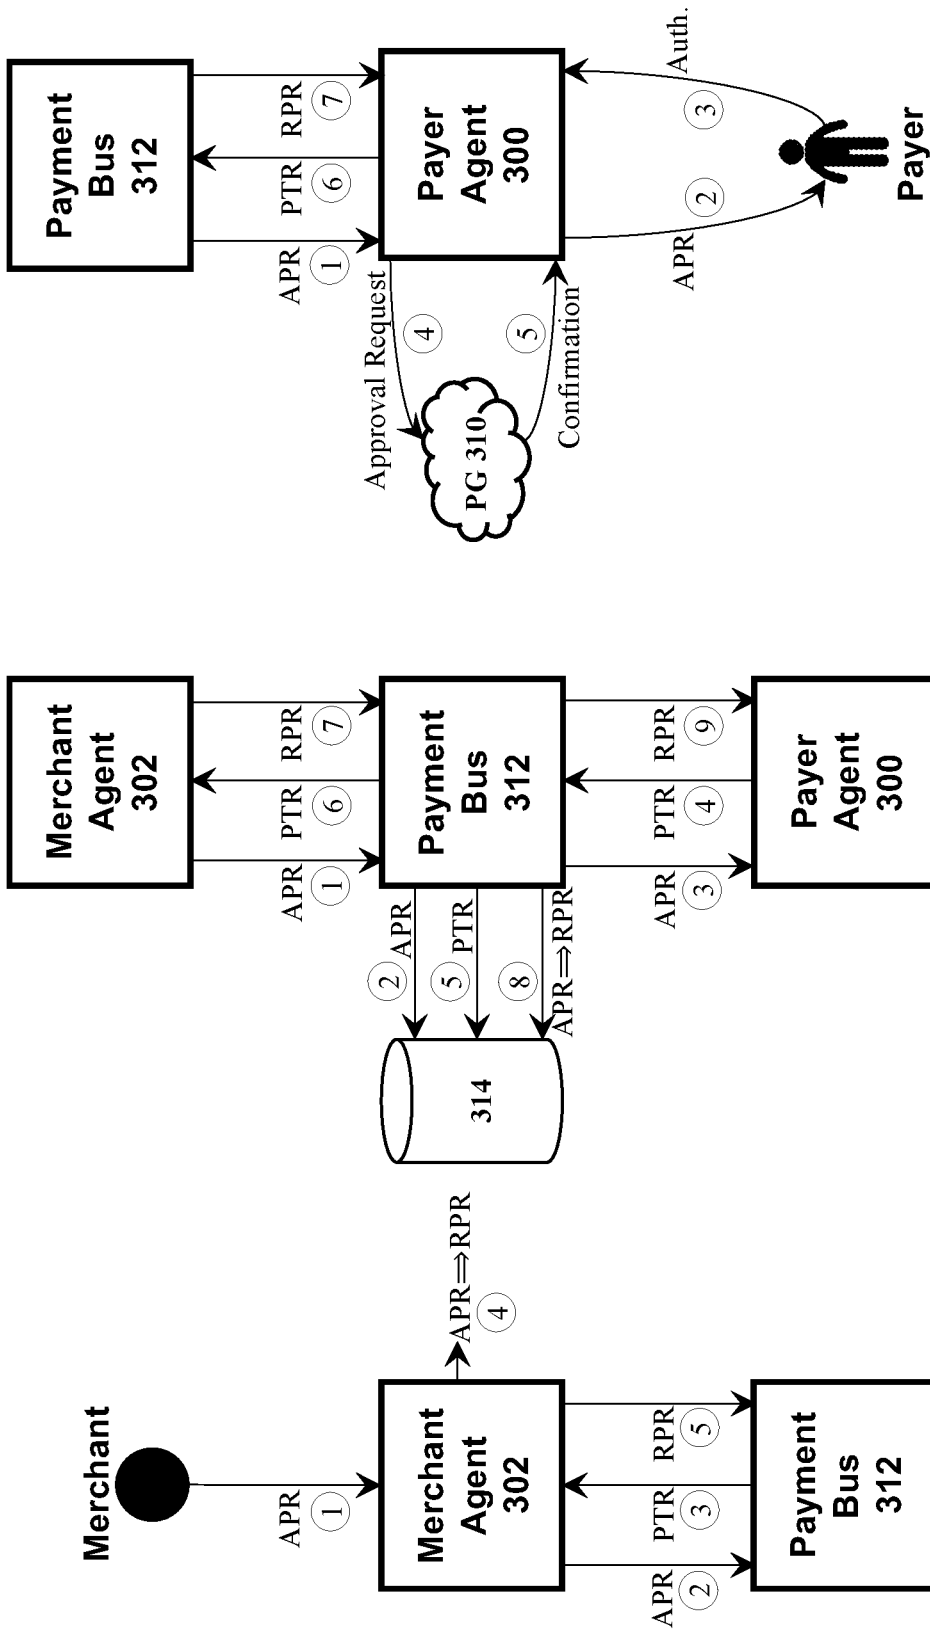 Merchant
APR
1
Merchant
Agent
302
APR⇒RPR
4
APR
2
PTR
3
RPR
5
Payment
Bus
312
Merchant
Agent
302
APR
1
PTR
6
RPR
7
Payment
Bus
312
2
APR
5
PTR
8
APR⇒RPR
314
APR
3
PTR
4
RPR
9
Payer
Agent
300
Payment
Bus
312
APR
1
PTR
6
RPR
7
Payer
Agent
300
Approval Request
4
PG 310
5
Confirmation
APR
2
3
Auth.
Payer